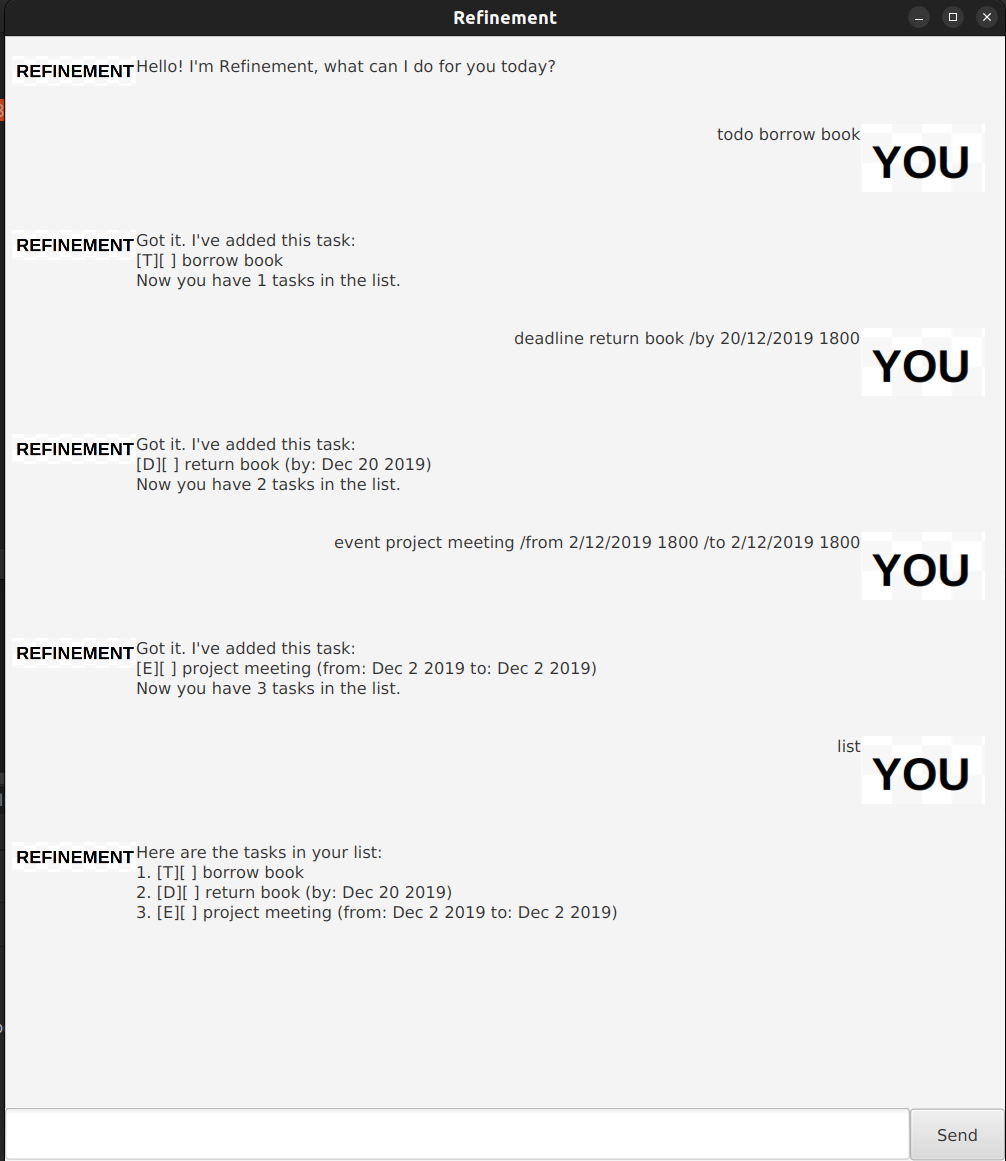 Refinement
REFINEMENT Hello! I'm Refinement, what can I do for you today?
todo borrow book YOU
REFINEMENT Got it. I've added this task:
[T][ ] borrow book
Now you have 1 tasks in the list.
deadline return book /by 20/12/2019 1800 YOU
REFINEMENT Got it. I've added this task:
[D][ ] return book (by: Dec 20 2019)
Now you have 2 tasks in the list.
event project meeting /from 2/12/2019 1800 /to 2/12/2019 1800 YOU
REFINEMENT Got it. I've added this task:
[E][ ] project meeting (from: Dec 2 2019 to: Dec 2 2019)
Now you have 3 tasks in the list.
list YOU
REFINEMENT Here are the tasks in your list:
1. [T][ ] borrow book
2. [D][ ] return book (by: Dec 20 2019)
3. [E][ ] project meeting (from: Dec 2 2019 to: Dec 2 2019)
Send